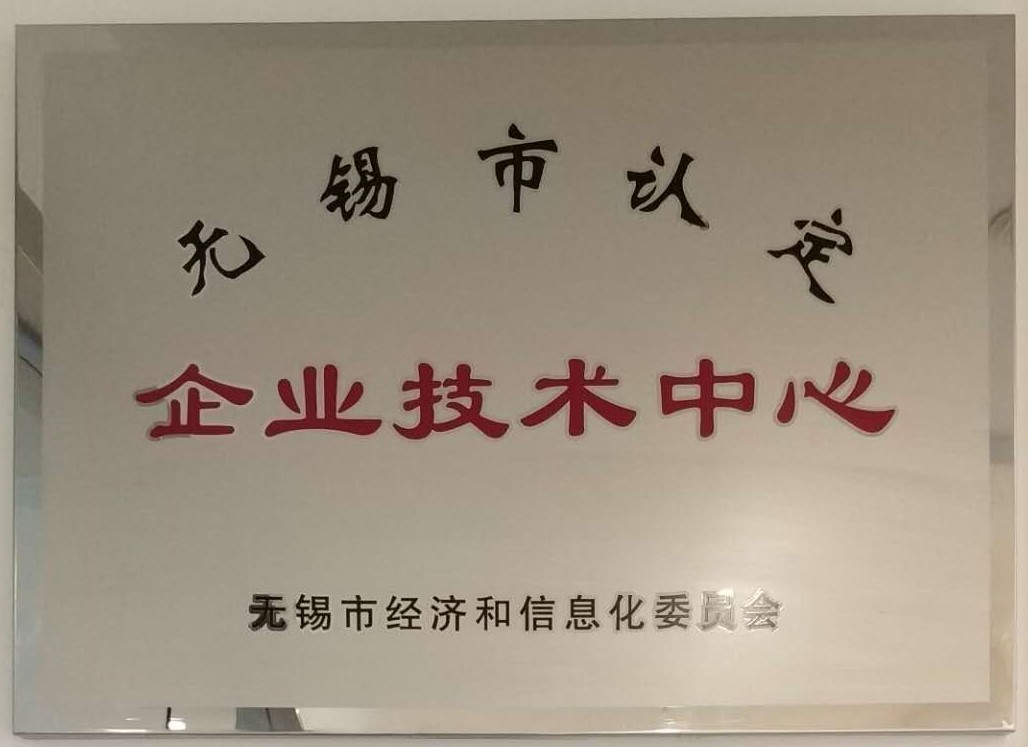 无锡市认定
企业技术中心
无锡市经济和信息化委员会